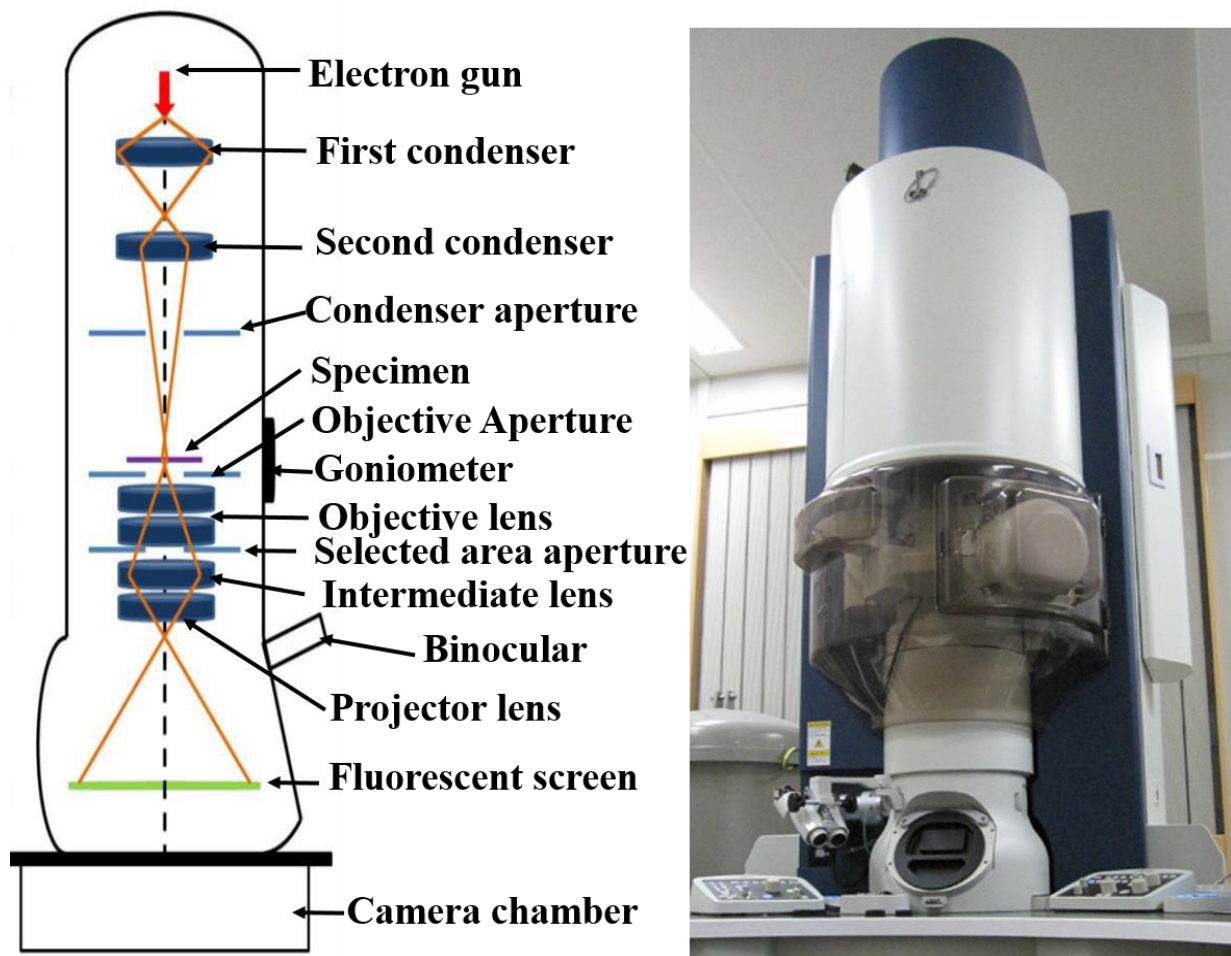 Electron gun
First condenser
Second condenser
Condenser aperture
Specimen
Objective Aperture
Goniometer
Objective lens
Selected area aperture
Intermediate lens
Binocular
Projector lens
Fluorescent screen
Camera chamber